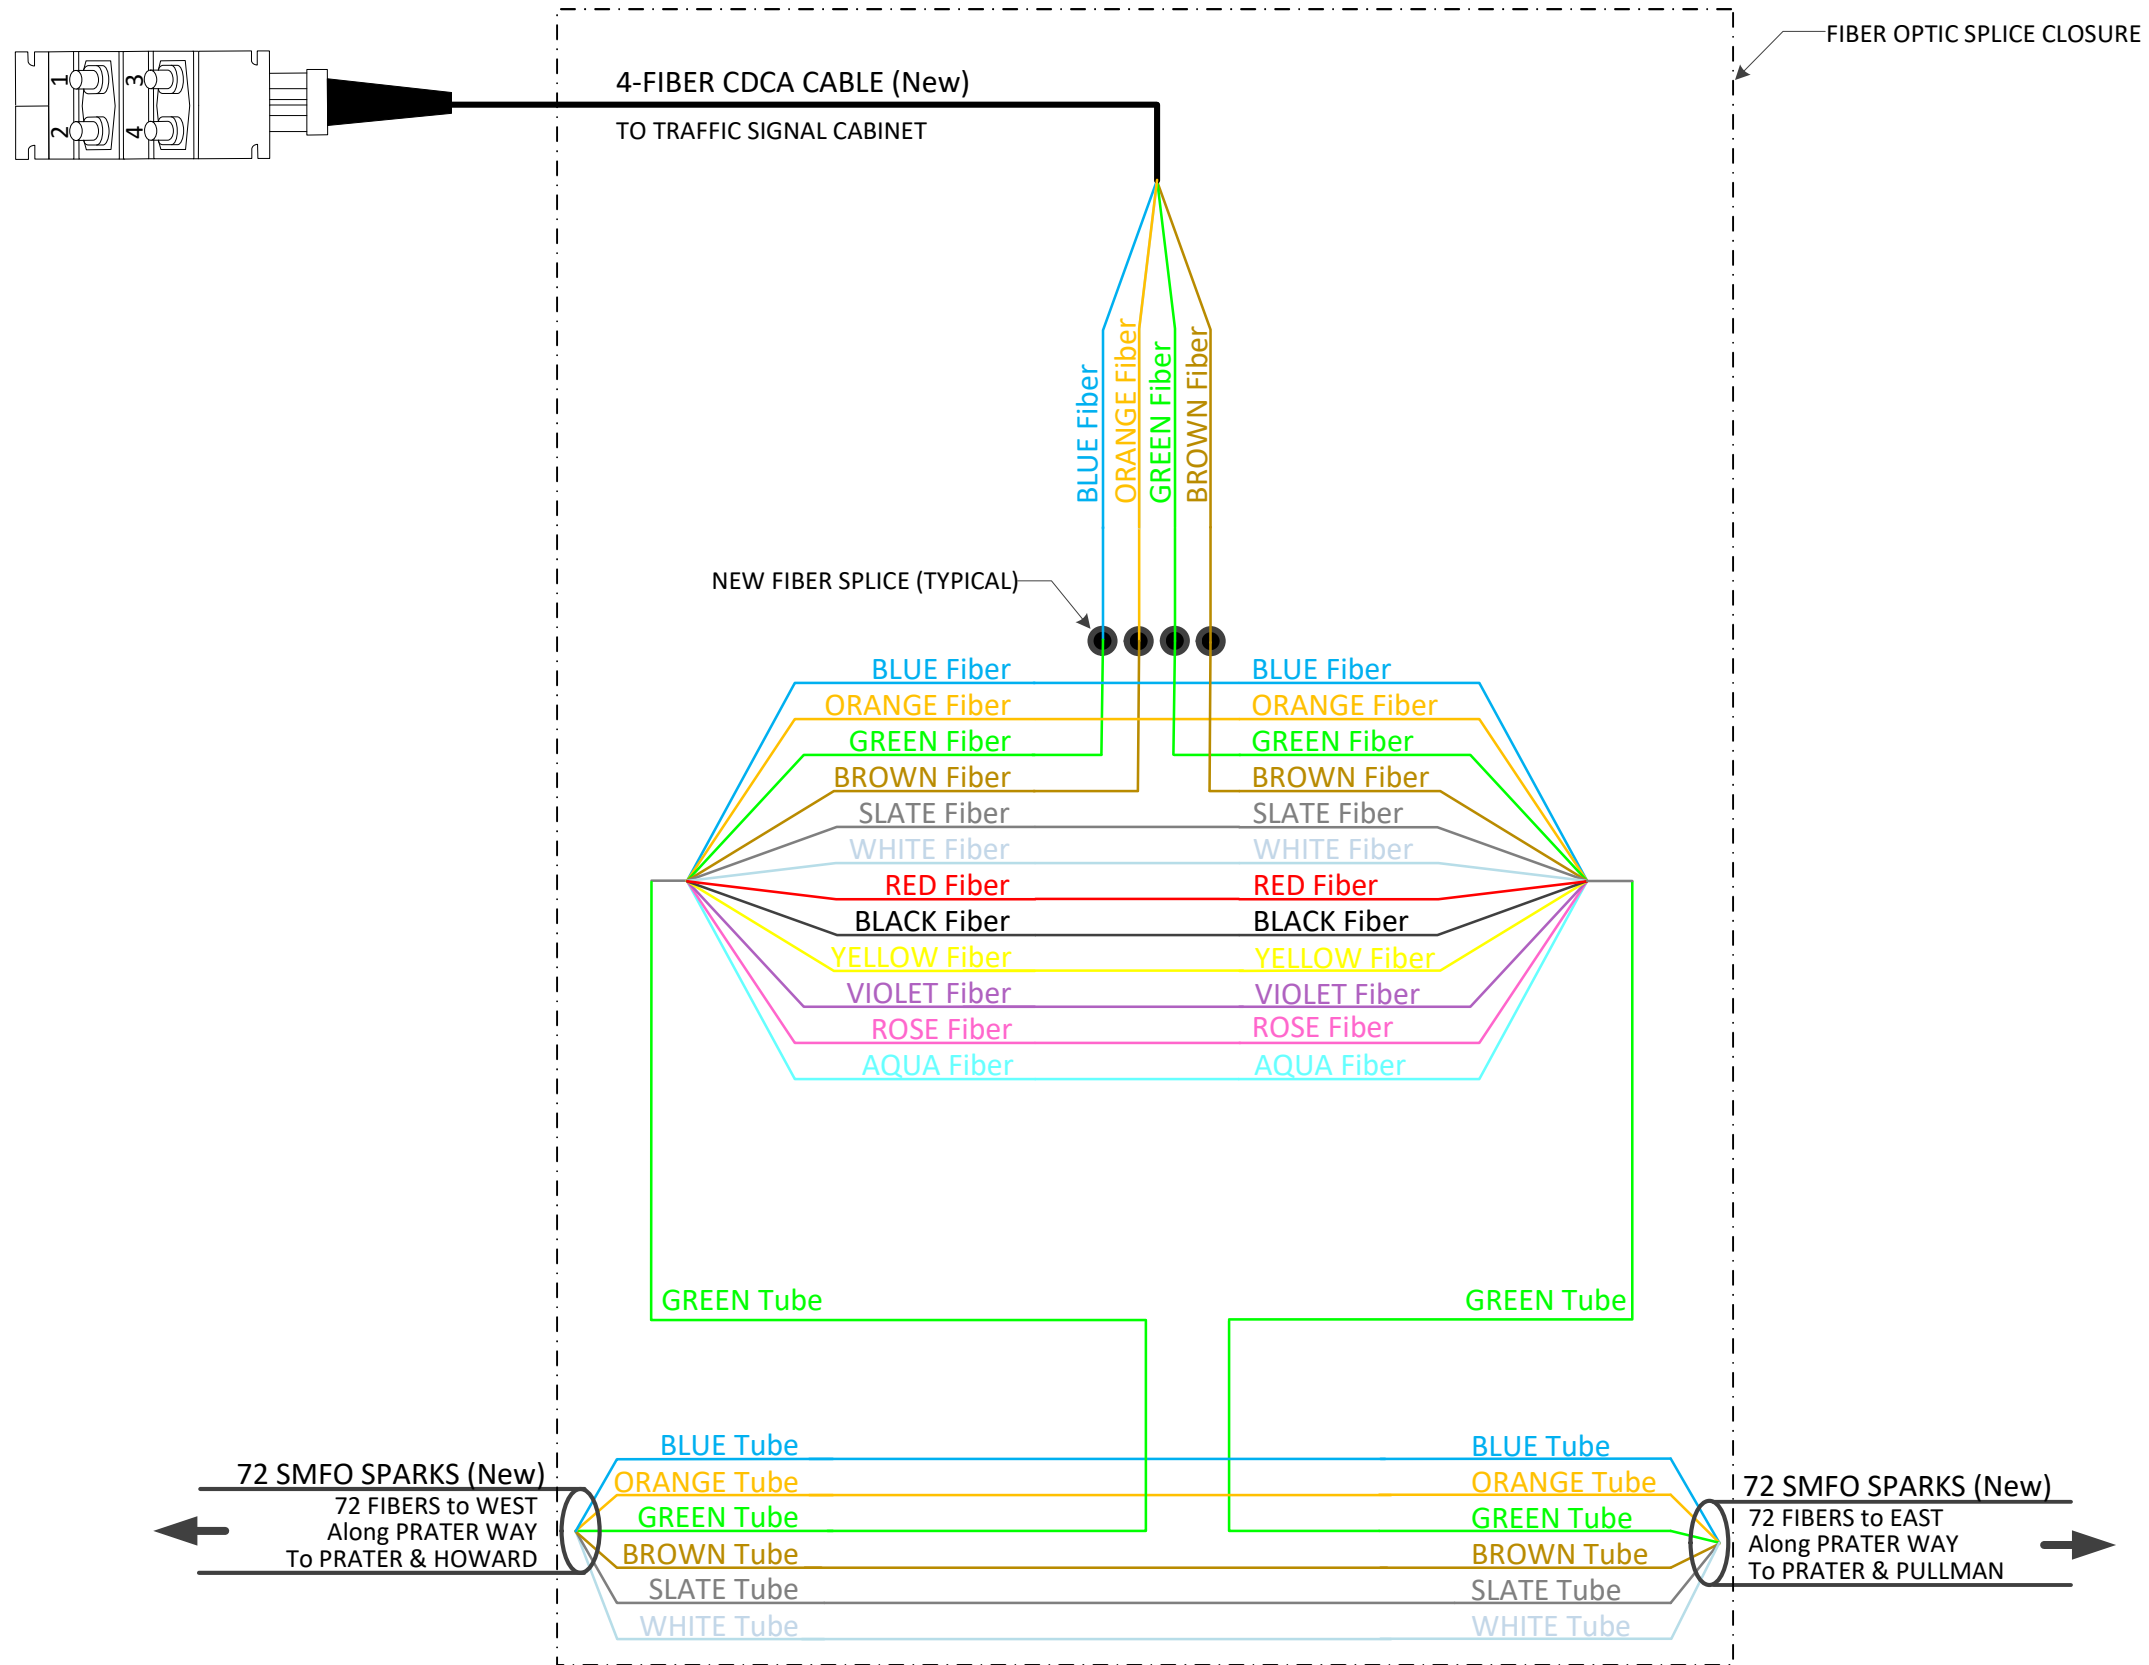 FIBER OPTIC SPLICE CLOSURE
1
3
2
4
4-FIBER CDCA CABLE (New)
TO TRAFFIC SIGNAL CABINET
BLUE Fiber
ORANGE Fiber
GREEN Fiber
BROWN Fiber
NEW FIBER SPLICE (TYPICAL)
BLUE Fiber BLUE Fiber
ORANGE Fiber ORANGE Fiber
GREEN Fiber GREEN Fiber
BROWN Fiber BROWN Fiber
SLATE Fiber SLATE Fiber
WHITE Fiber WHITE Fiber
RED Fiber RED Fiber
BLACK Fiber BLACK Fiber
YELLOW Fiber YELLOW Fiber
VIOLET Fiber VIOLET Fiber
ROSE Fiber ROSE Fiber
AQUA Fiber AQUA Fiber
GREEN Tube GREEN Tube
BLUE Tube BLUE Tube
ORANGE Tube ORANGE Tube
GREEN Tube GREEN Tube
BROWN Tube BROWN Tube
SLATE Tube SLATE Tube
WHITE Tube WHITE Tube
72 SMFO SPARKS (New)
72 FIBERS to WEST
Along PRATER WAY
To PRATER & HOWARD
72 SMFO SPARKS (New)
72 FIBERS to EAST
Along PRATER WAY
To PRATER & PULLMAN